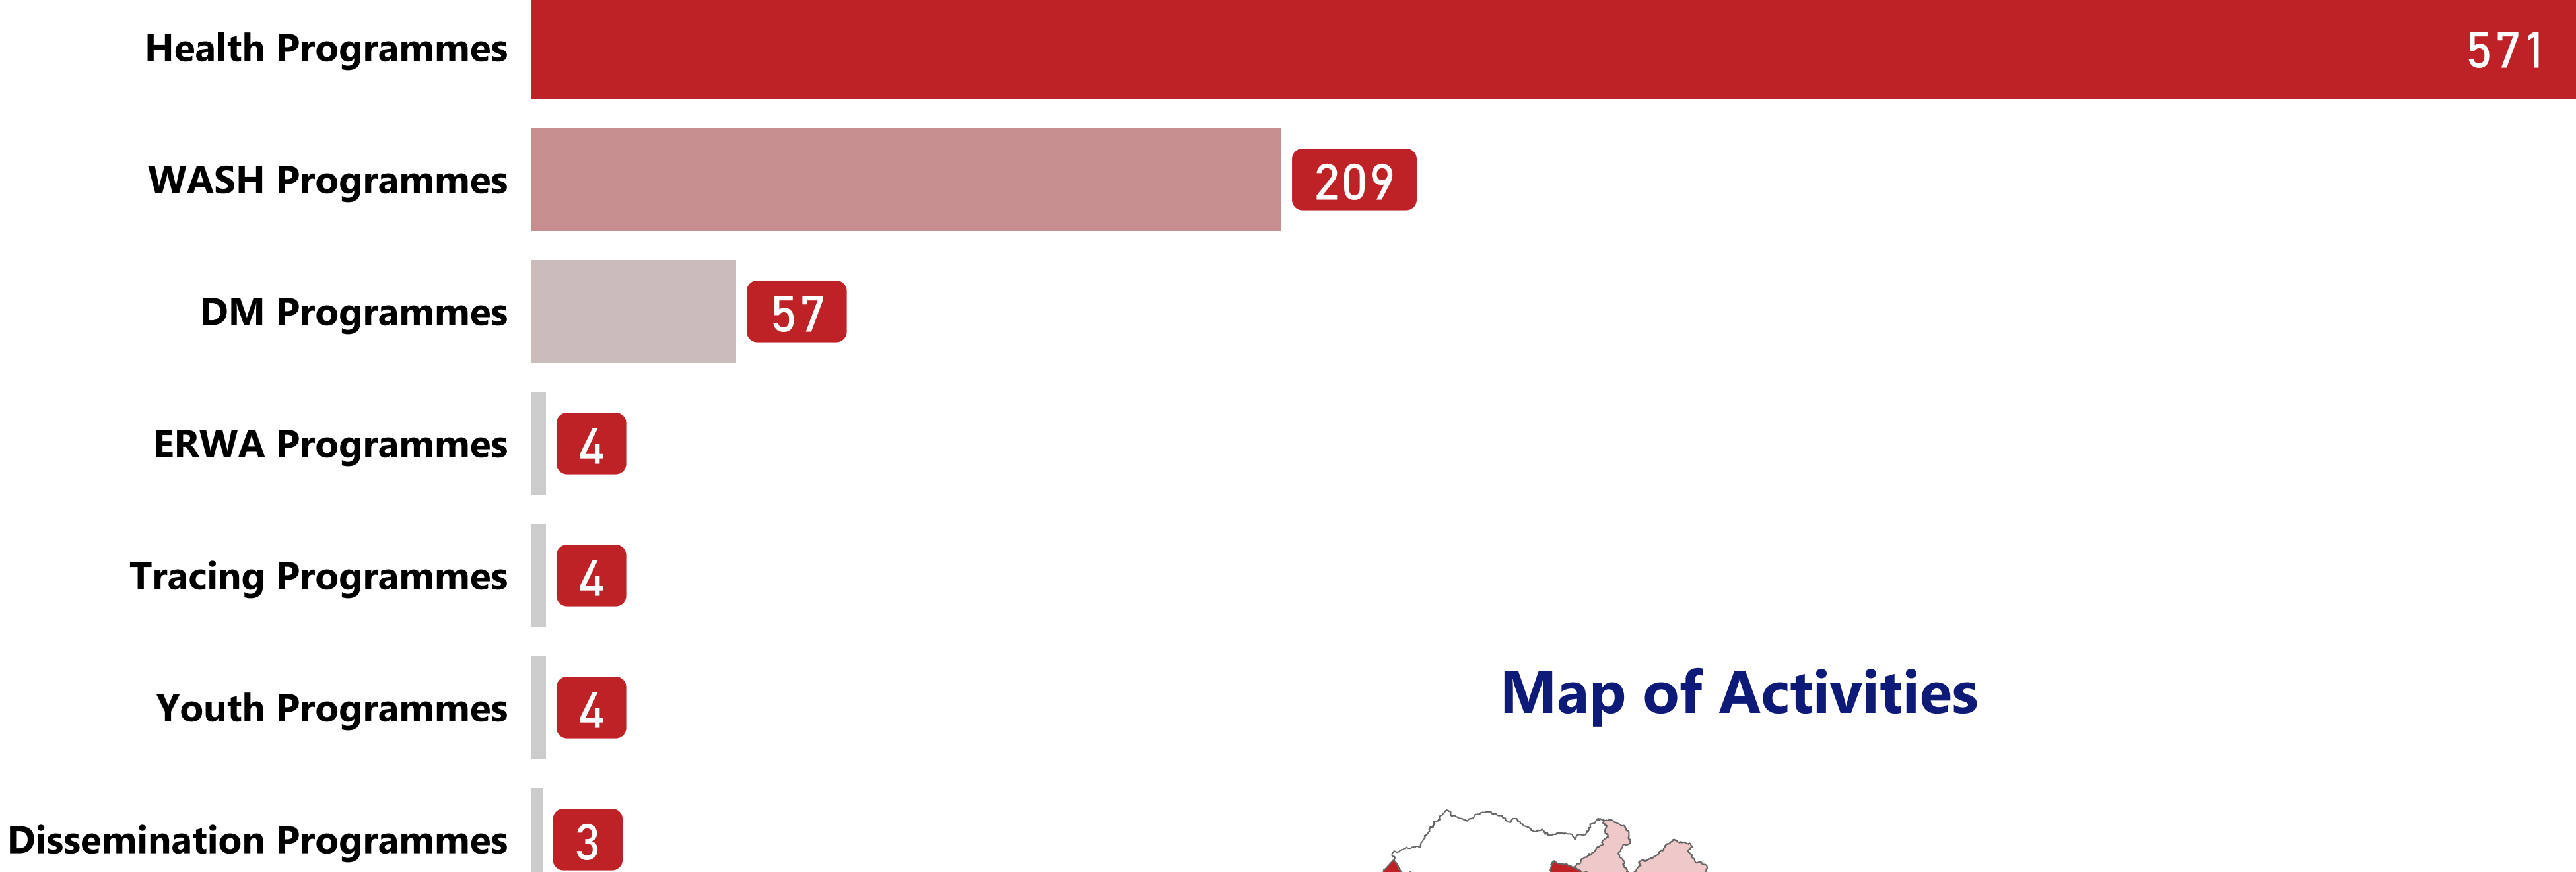 Health Programmes 571
WASH Programmes 209
DM Programmes 57
ERWA Programmes 4
Tracing Programmes 4
Youth Programmes 4
Map of Activities
Dissemination Programmes 3